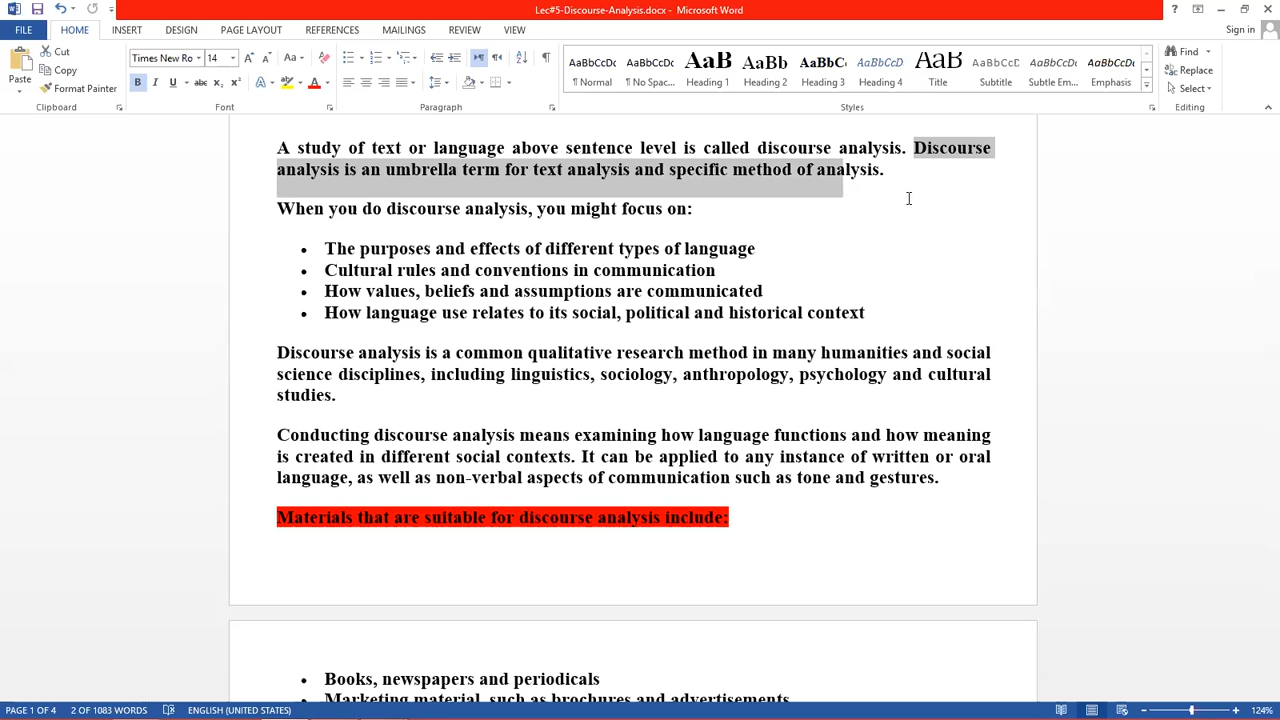 Lec#5-Discourse-Analysis.docx - Microsoft Word
FILE HOME INSERT DESIGN PAGE LAYOUT REFERENCES MAILINGS REVIEW VIEW Sign in
Paste Cut Copy Format Painter Clipboard
Times New Ro 14 Aa Font
Paragraph
AaBbCcDc AaBbCcDc AaB AaBb AaBbCc AaBbCcD AaB AaBbCcD AaBbCcDc AaBbCcDc
¶ Normal ¶ No Spac... Heading 1 Heading 2 Heading 3 Heading 4 Title Subtitle Subtle Em... Emphasis
Styles
Find Replace Select Editing
A study of text or language above sentence level is called discourse analysis. Discourse
analysis is an umbrella term for text analysis and specific method of analysis.
When you do discourse analysis, you might focus on:
• The purposes and effects of different types of language
• Cultural rules and conventions in communication
• How values, beliefs and assumptions are communicated
• How language use relates to its social, political and historical context
Discourse analysis is a common qualitative research method in many humanities and social
science disciplines, including linguistics, sociology, anthropology, psychology and cultural
studies.
Conducting discourse analysis means examining how language functions and how meaning
is created in different social contexts. It can be applied to any instance of written or oral
language, as well as non-verbal aspects of communication such as tone and gestures.
Materials that are suitable for discourse analysis include:
• Books, newspapers and periodicals
• Marketing material, such as brochures and advertisements
PAGE 1 OF 4 2 OF 1083 WORDS ENGLISH (UNITED STATES) 124%